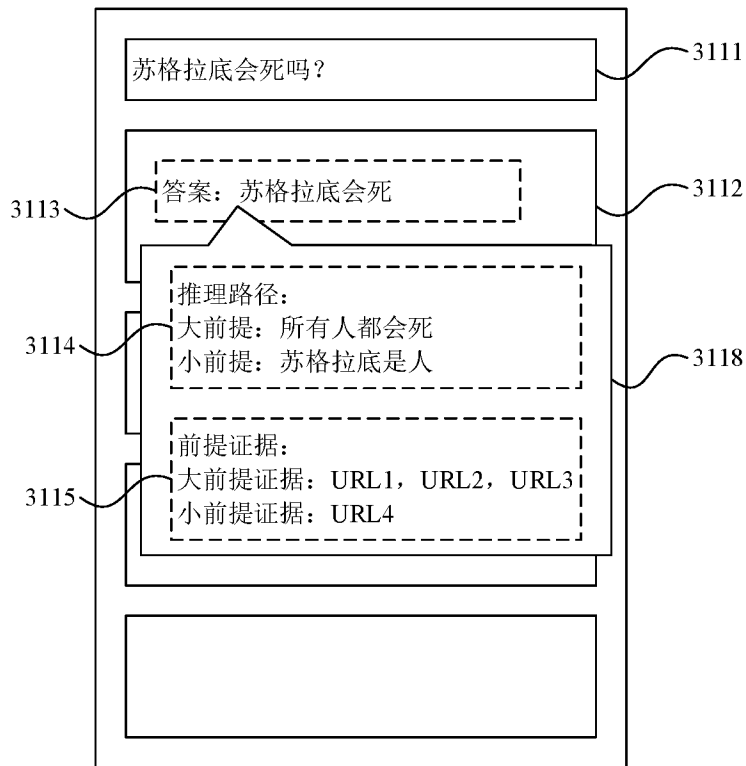 苏格拉底会死吗？
3111
答案：苏格拉底会死
3112
3113
推理路径：
大前提：所有人都会死
小前提：苏格拉底是人
3114
3118
前提证据：
大前提证据：URL1，URL2，URL3
小前提证据：URL4
3115